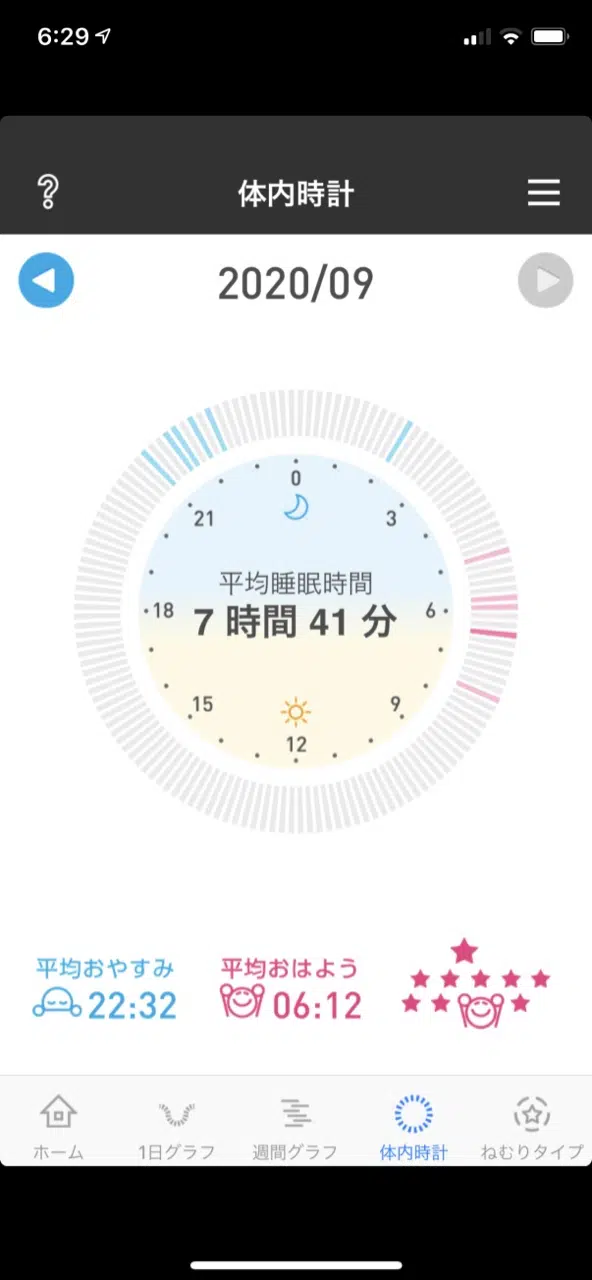 6:29
?
体内時計
2020/09
0
21
3
平均睡眠時間
18
7 時間 41 分
6
15
9
12
平均おやすみ
22:32
平均おはよう
06:12
ホーム
1日グラフ
週間グラフ
体内時計
ねむりタイプ